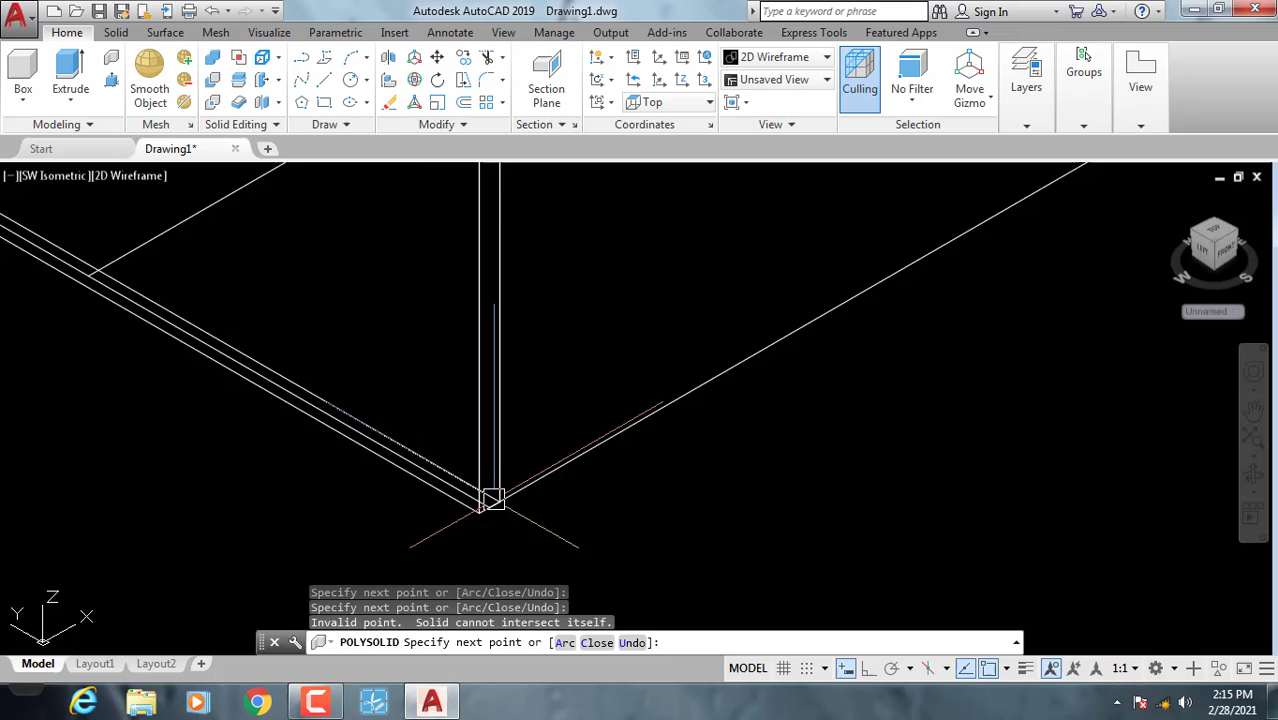 Autodesk AutoCAD 2019 Drawing1.dwg
Type a keyword or phrase
Sign In
Home Solid Surface Mesh Visualize Parametric Insert Annotate View Manage Output Add-ins Collaborate Express Tools Featured Apps
Box
Extrude
Smooth
Object
Section
Plane
2D Wireframe
Unsaved View
Top
Culling
No Filter
Move
Gizmo
Groups
Layers
View
Modeling Mesh Solid Editing Draw Modify Section Coordinates View Selection
Start Drawing1*
[−][SW Isometric][2D Wireframe]
TOP
LEFT FRONT
W S
Unnamed
Z
Y X
Specify next point or [Arc/Close/Undo]:
Specify next point or [Arc/Close/Undo]:
Invalid point. Solid cannot intersect itself.
POLYSOLID Specify next point or [Arc Close Undo]:
Model Layout1 Layout2 MODEL 1:1
2:15 PM
2/28/2021